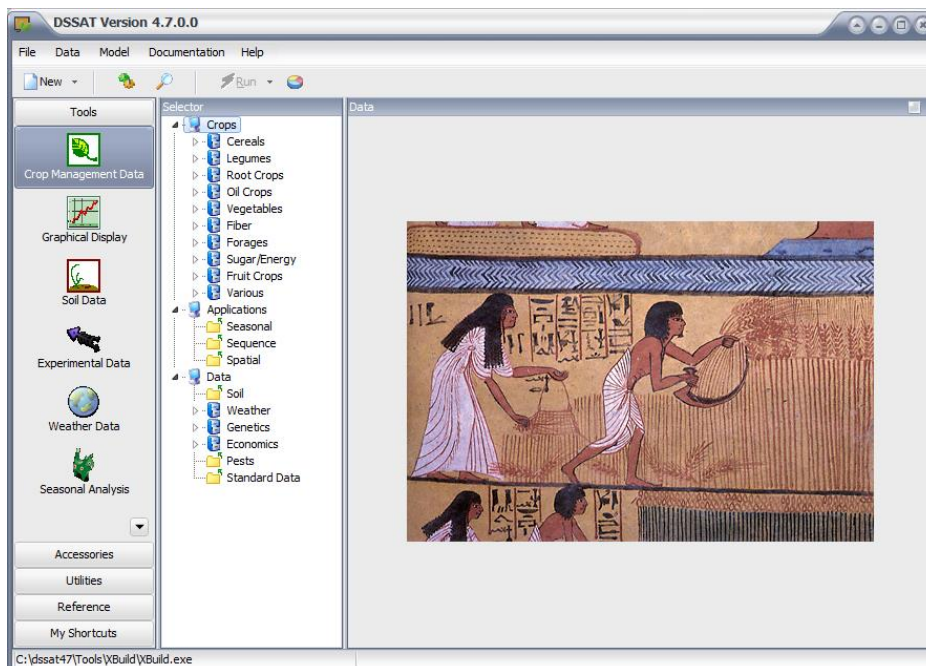 DSSAT Version 4.7.0.0
File Data Model Documentation Help
New Run
Tools
Crop Management Data
Graphical Display
Soil Data
Experimental Data
Weather Data
Seasonal Analysis
Accessories
Utilities
Reference
My Shortcuts
Selector
Crops
Cereals
Legumes
Root Crops
Oil Crops
Vegetables
Fiber
Forages
Sugar/Energy
Fruit Crops
Various
Applications
Seasonal
Sequence
Spatial
Data
Soil
Weather
Genetics
Economics
Pests
Standard Data
Data
C:\dssat47\Tools\XBuild\XBuild.exe